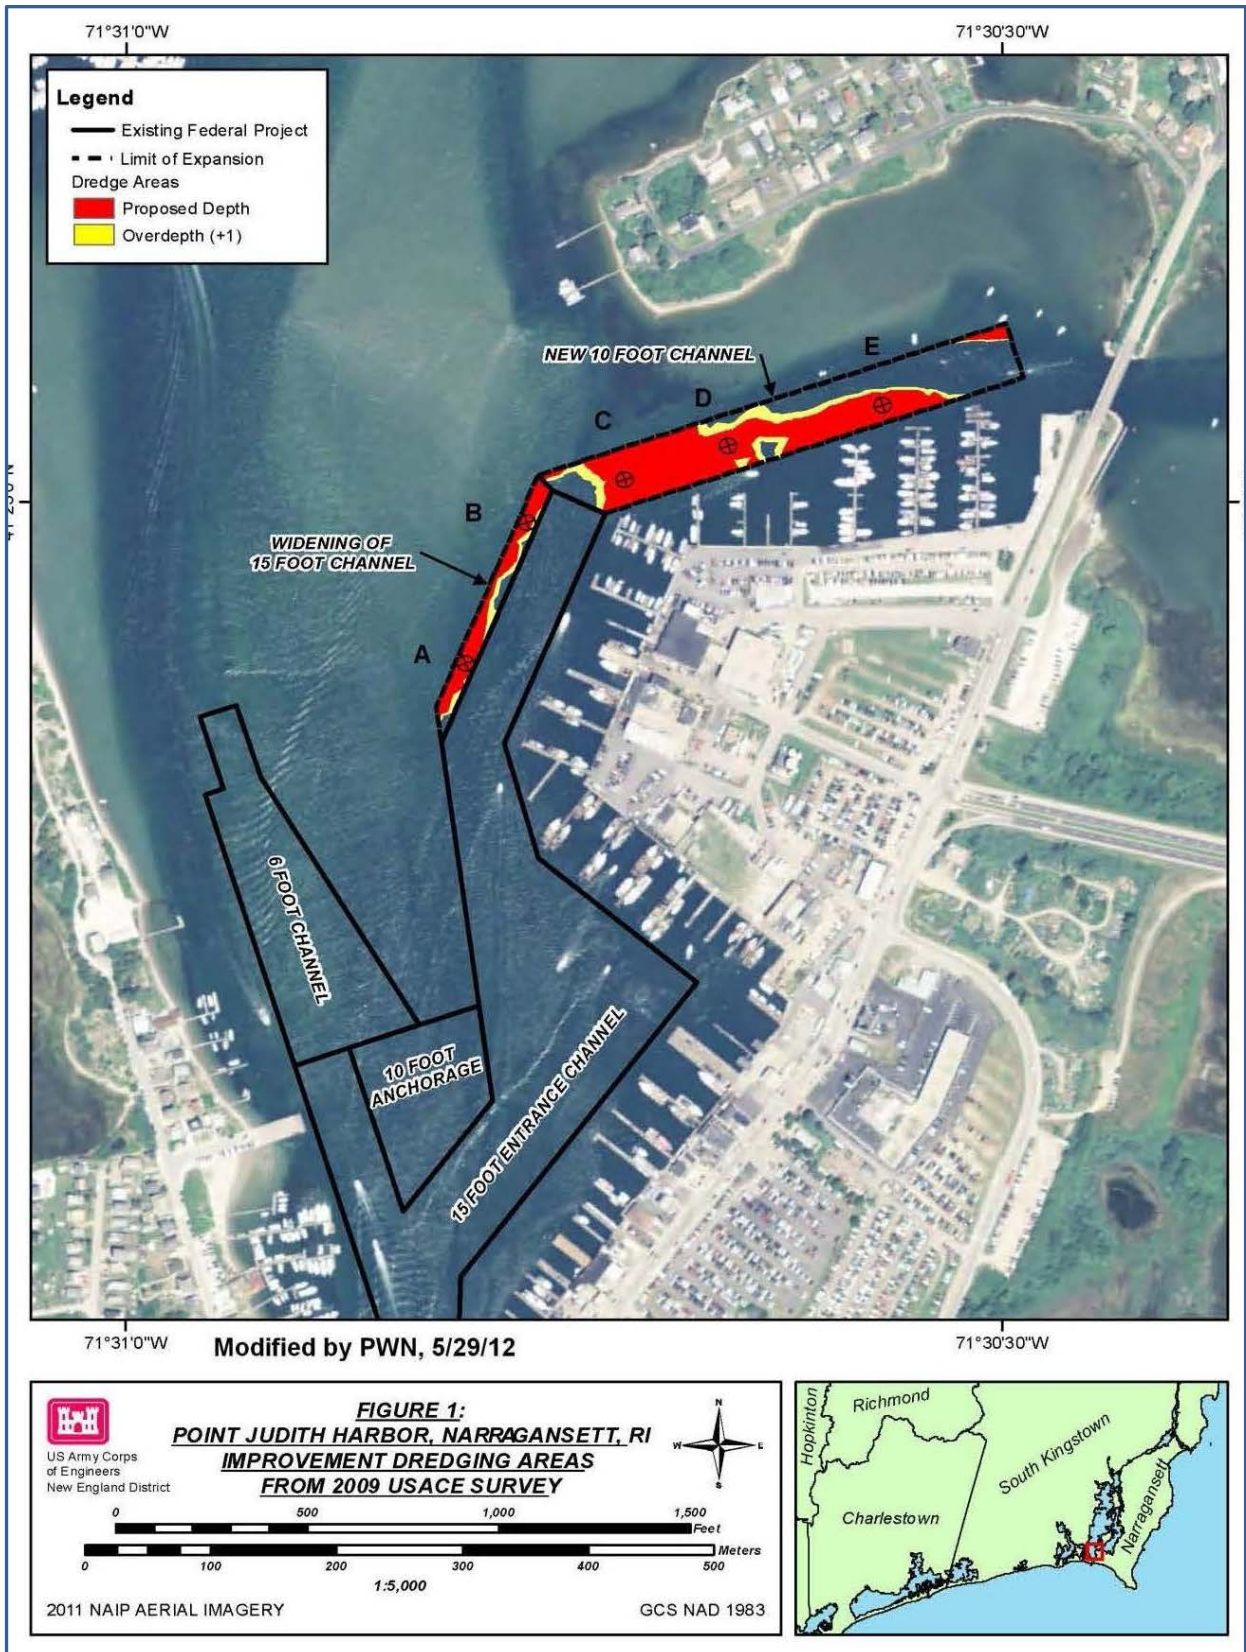 71°31'0"W
71°30'30"W
Legend
Existing Federal Project
Limit of Expansion
Dredge Areas
Proposed Depth
Overdepth (+1)
E
NEW 10 FOOT CHANNEL
D
C
B
WIDENING OF
15 FOOT CHANNEL
A
6 FOOT CHANNEL
10 FOOT
ANCHORAGE
15 FOOT ENTRANCE CHANNEL
71°31'0"W
71°30'30"W
Modified by PWN, 5/29/12
US Army Corps
of Engineers
New England District
FIGURE 1:
POINT JUDITH HARBOR, NARRAGANSETT, RI
IMPROVEMENT DREDGING AREAS
FROM 2009 USACE SURVEY
N
W
E
S
0 500 1,000 1,500
Feet
Meters
0 100 200 300 400 500
1:5,000
2011 NAIP AERIAL IMAGERY
GCS NAD 1983
Hopkinton
Richmond
South Kingstown
Charlestown
Narragansett